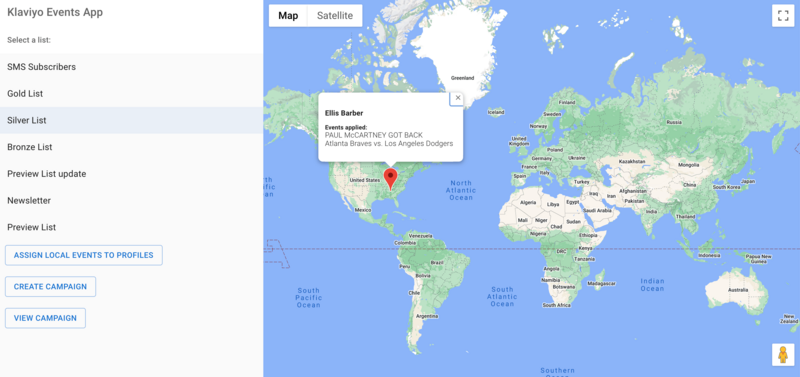 Klaviyo Events App
Select a list:
SMS Subscribers
Gold List
Silver List
Bronze List
Preview List update
Newsletter
Preview List
ASSIGN LOCAL EVENTS TO PROFILES
CREATE CAMPAIGN
VIEW CAMPAIGN
Map
Satellite
Ellis Barber
Events applied:
PAUL McCARTNEY GOT BACK
Atlanta Braves vs. Los Angeles Dodgers
Greenland
Iceland
Finland
Sweden
Norway
United
Kingdom
Poland
Germany
Ukraine
France
Italy
Spain
Türkiye
Kazakhstan
Mongolia
China
South Korea
Japan
Iraq
Iran
Afghanistan
Pakistan
India
Thailand
Algeria
Libya
Egypt
Saudi Arabia
Mali
Niger
Chad
Sudan
Nigeria
Ethiopia
DRC
Kenya
Tanzania
Angola
Namibia
Botswana
Madagascar
South Africa
United States
Mexico
Venezuela
Colombia
Peru
Brazil
Bolivia
Chile
Argentina
Indonesia
Papua New
Guinea
Australia
New
Zealand
North
Atlantic
Ocean
South
Pacific
Ocean
South
Atlantic
Ocean
Indian
Ocean
Southern